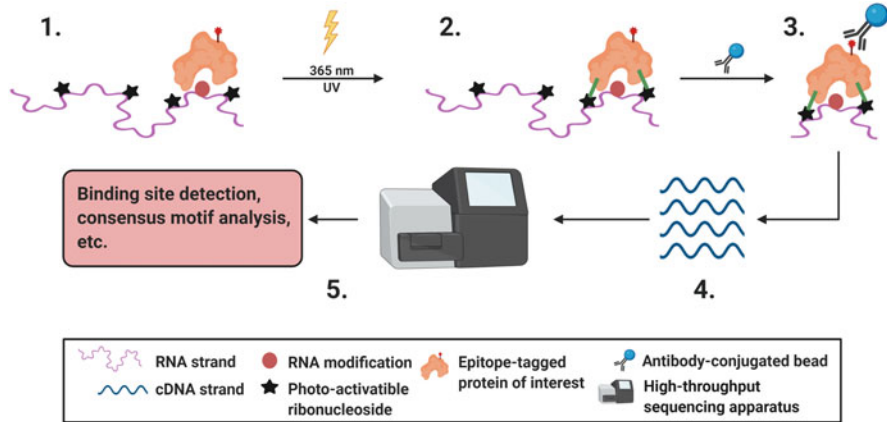 1.
365 nm
UV
2.
3.
Binding site detection,
consensus motif analysis,
etc.
5.
4.
RNA strand
RNA modification
Epitope-tagged
protein of interest
Antibody-conjugated bead
cDNA strand
Photo-activatible
ribonucleoside
High-throughput
sequencing apparatus